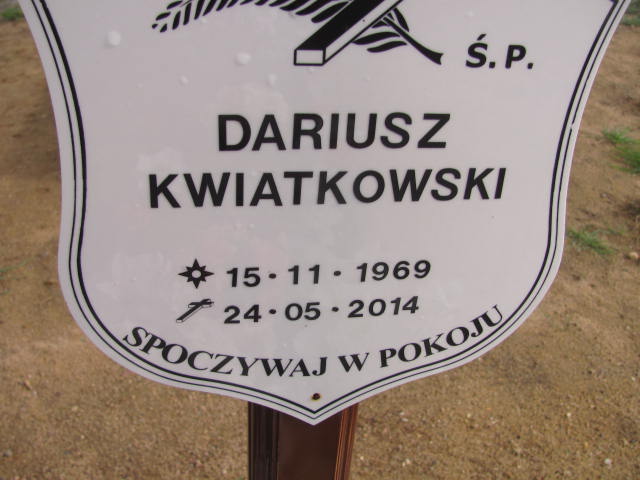 Ś.P.
DARIUSZ
KWIATKOWSKI
15·11·1969
24·05·2014
SPOCZYWAJ W POKOJU